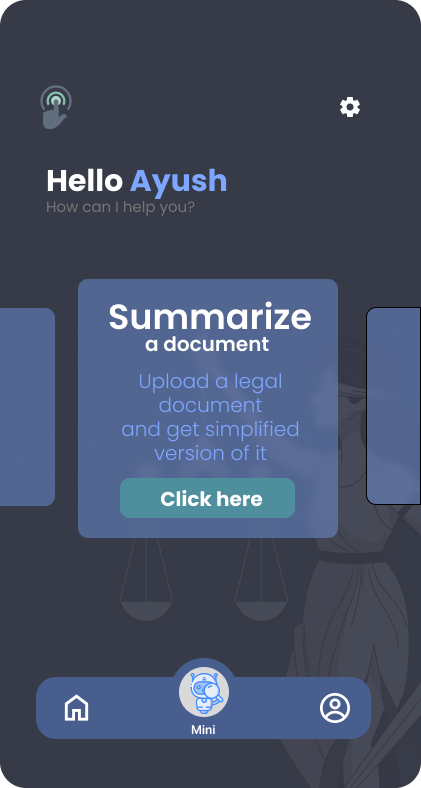 Hello Ayush
How can I help you?
Summarize
a document
Upload a legal
document
and get simplified
version of it
Click here
Mini